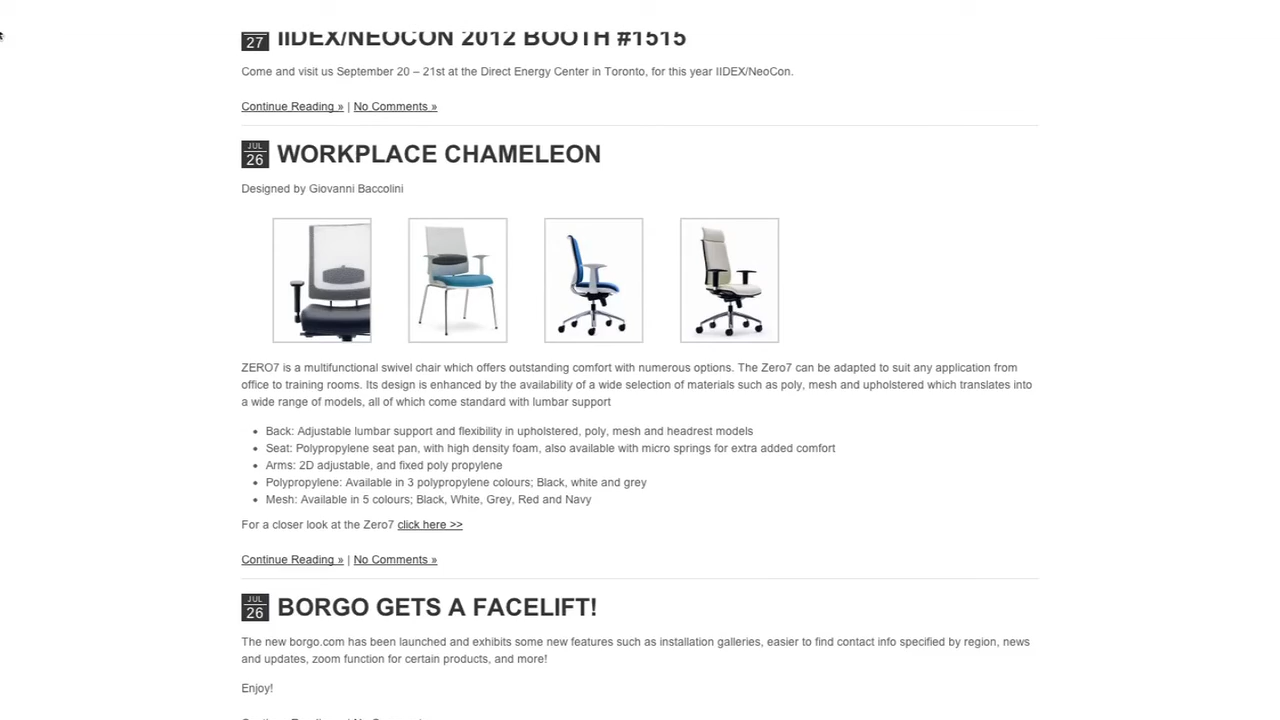 27 IIDEX/NEOCON 2012 BOOTH #1515
Come and visit us September 20 – 21st at the Direct Energy Center in Toronto, for this year IIDEX/NeoCon.
Continue Reading » | No Comments »
JUL
26 WORKPLACE CHAMELEON
Designed by Giovanni Baccolini
ZERO7 is a multifunctional swivel chair which offers outstanding comfort with numerous options. The Zero7 can be adapted to suit any application from
office to training rooms. Its design is enhanced by the availability of a wide selection of materials such as poly, mesh and upholstered which translates into
a wide range of models, all of which come standard with lumbar support
• Back: Adjustable lumbar support and flexibility in upholstered, poly, mesh and headrest models
• Seat: Polypropylene seat pan, with high density foam, also available with micro springs for extra added comfort
• Arms: 2D adjustable, and fixed poly propylene
• Polypropylene: Available in 3 polypropylene colours; Black, white and grey
• Mesh: Available in 5 colours; Black, White, Grey, Red and Navy
For a closer look at the Zero7 click here >>
Continue Reading » | No Comments »
JUL
26 BORGO GETS A FACELIFT!
The new borgo.com has been launched and exhibits some new features such as installation galleries, easier to find contact info specified by region, news
and updates, zoom function for certain products, and more!
Enjoy!